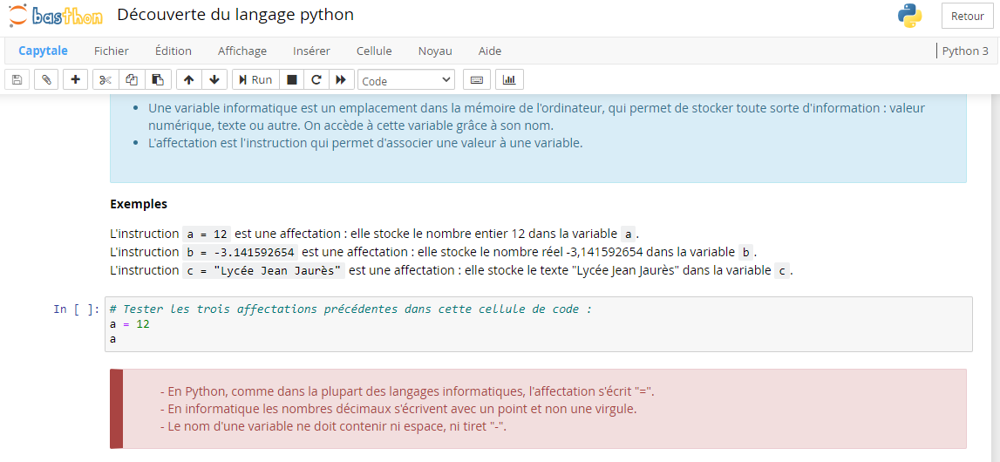 basthon Découverte du langage python Retour
Capytale Fichier Édition Affichage Insérer Cellule Noyau Aide Python 3
Run Code
Une variable informatique est un emplacement dans la mémoire de l'ordinateur, qui permet de stocker toute sorte d'information : valeur
numérique, texte ou autre. On accède à cette variable grâce à son nom.
L'affectation est l'instruction qui permet d'associer une valeur à une variable.
Exemples
L'instruction a = 12 est une affectation : elle stocke le nombre entier 12 dans la variable a .
L'instruction b = -3.141592654 est une affectation : elle stocke le nombre réel -3,141592654 dans la variable b .
L'instruction c = "Lycée Jean Jaurès" est une affectation : elle stocke le texte "Lycée Jean Jaurès" dans la variable c .
In [ ]: # Tester les trois affectations précédentes dans cette cellule de code :
a = 12
a
- En Python, comme dans la plupart des langages informatiques, l'affectation s'écrit "=".
- En informatique les nombres décimaux s'écrivent avec un point et non une virgule.
- Le nom d'une variable ne doit contenir ni espace, ni tiret "-".